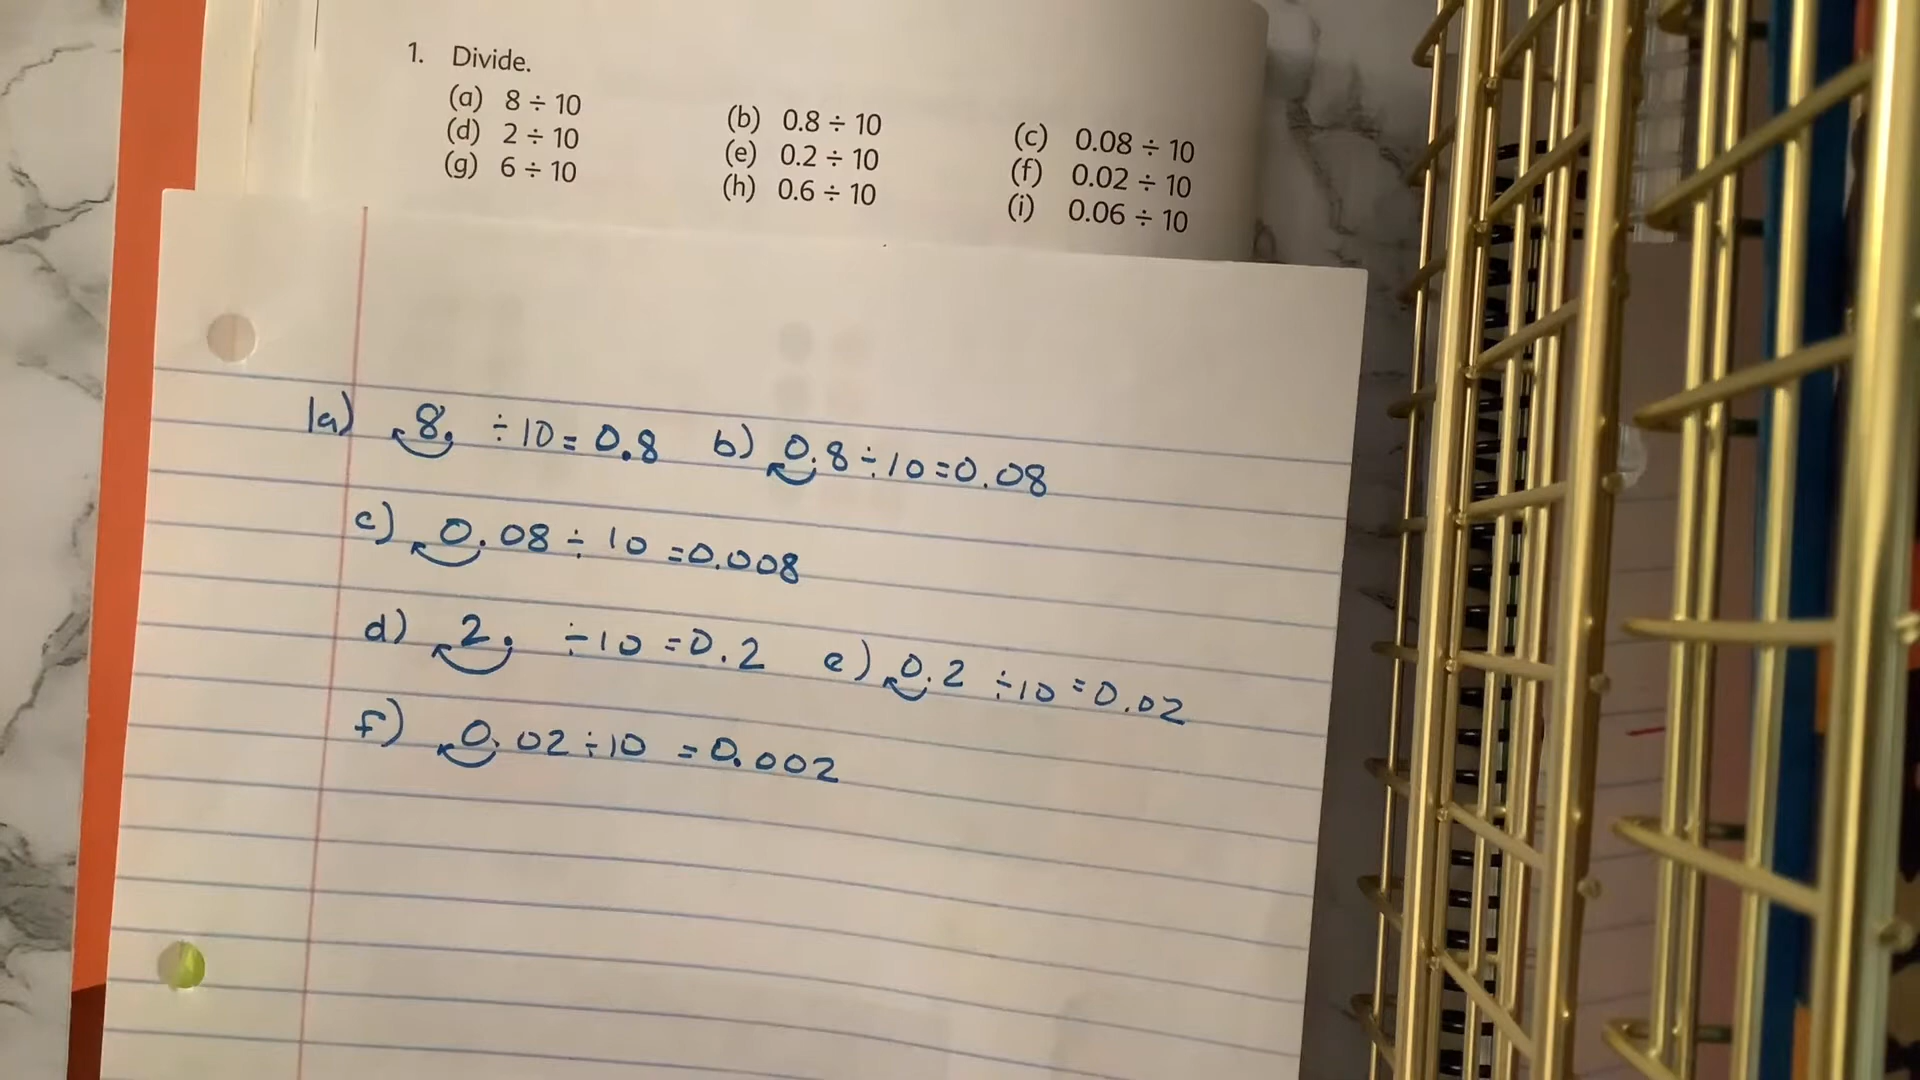 1. Divide.
(a) 8 ÷ 10 (b) 0.8 ÷ 10 (c) 0.08 ÷ 10
(d) 2 ÷ 10 (e) 0.2 ÷ 10 (f) 0.02 ÷ 10
(g) 6 ÷ 10 (h) 0.6 ÷ 10 (i) 0.06 ÷ 10
1a) 8. ÷ 10 = 0.8 b) 0.8 ÷ 10 = 0.08
c) 0.08 ÷ 10 = 0.008
d) 2. ÷ 10 = 0.2 e) 0.2 ÷ 10 = 0.02
f) 0.02 ÷ 10 = 0.002